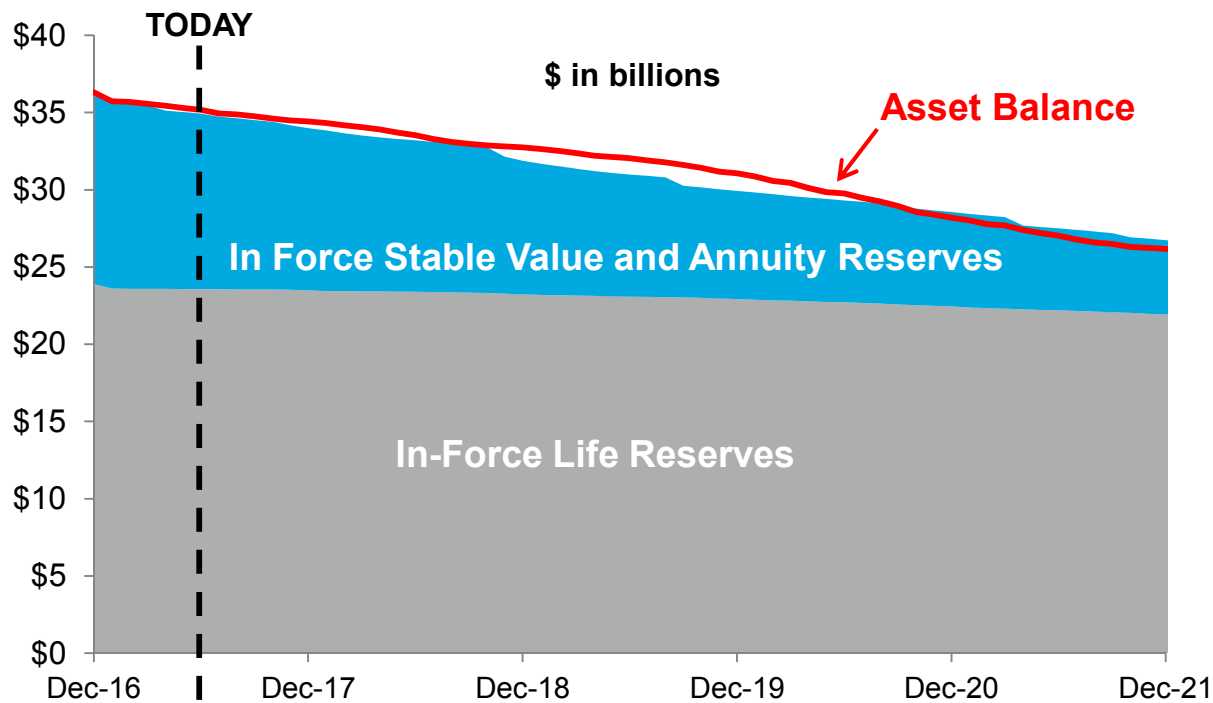 TODAY
$ in billions
Asset Balance
In Force Stable Value and Annuity Reserves
In-Force Life Reserves
$40
$35
$30
$25
$20
$15
$10
$5
$0
Dec-16
Dec-17
Dec-18
Dec-19
Dec-20
Dec-21